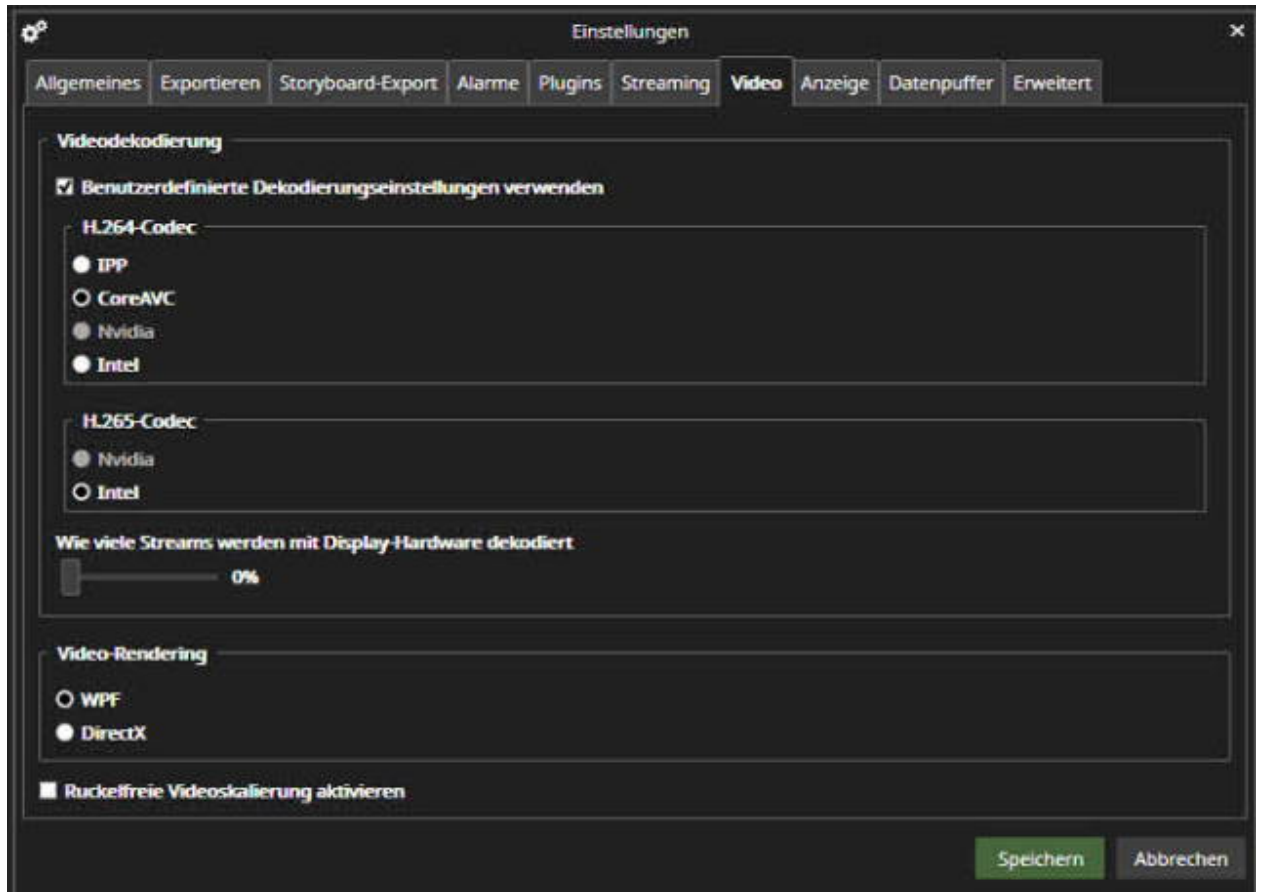 Einstellungen
Allgemeines Exportieren Storyboard-Export Alarme Plugins Streaming Video Anzeige Datenpuffer Erweitert
Videodekodierung
Benutzerdefinierte Dekodierungseinstellungen verwenden
H.264-Codec
IPP
CoreAVC
Nvidia
Intel
H.265-Codec
Nvidia
Intel
Wie viele Streams werden mit Display-Hardware dekodiert
0%
Video-Rendering
WPF
DirectX
Ruckelfreie Videoskalierung aktivieren
Speichern Abbrechen